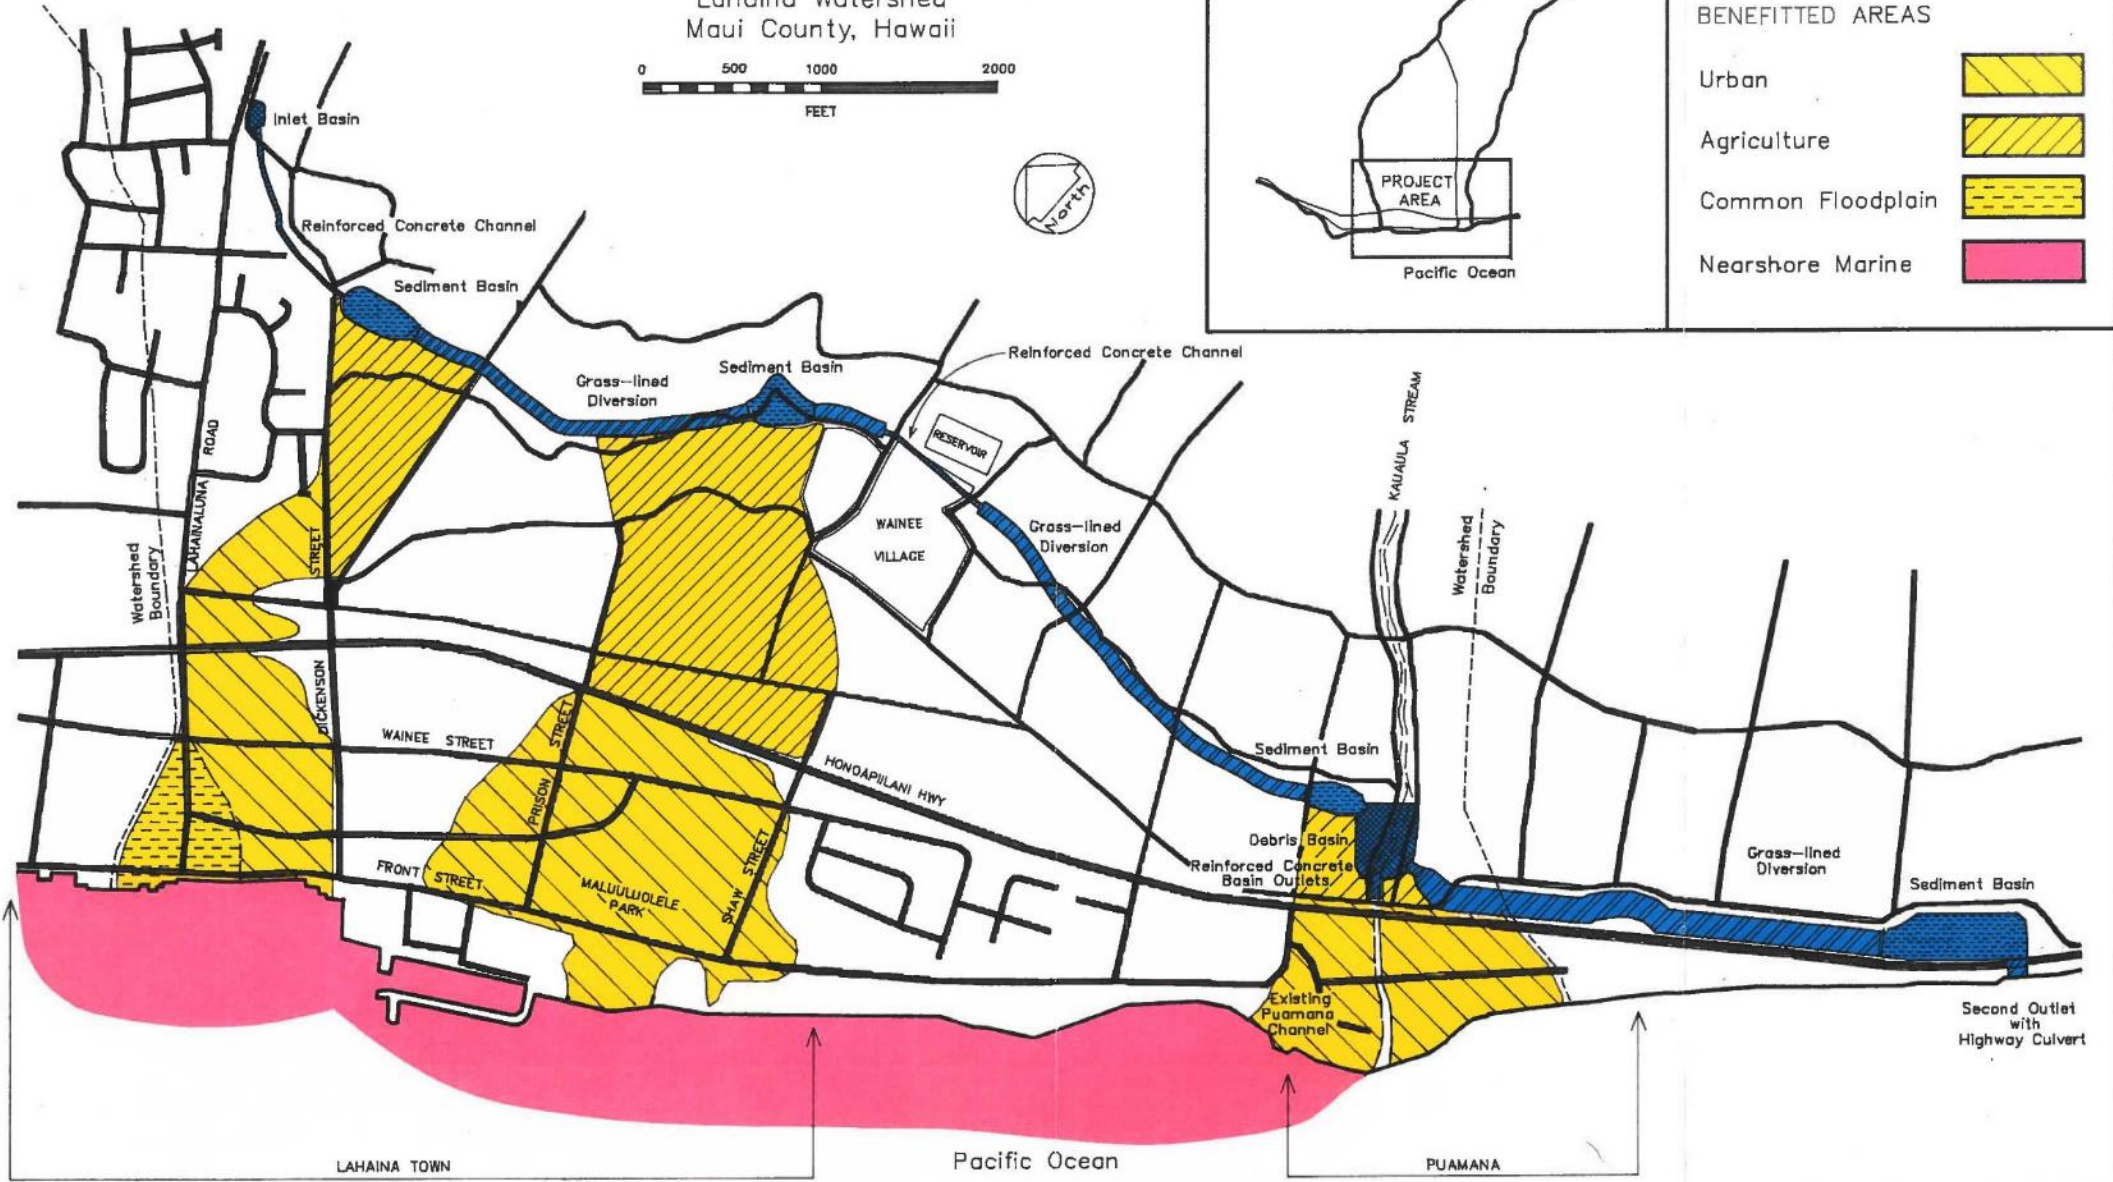 Lahaina Watershed
Maui County, Hawaii
0 500 1000 2000
FEET
North
PROJECT
AREA
Pacific Ocean
BENEFITTED AREAS
Urban
Agriculture
Common Floodplain
Nearshore Marine
Inlet Basin
Reinforced Concrete Channel
Sediment Basin
Grass-lined
Diversion
Sediment Basin
Reinforced Concrete Channel
RESERVOIR
WAINEE
VILLAGE
Grass-lined
Diversion
KAUAULA STREAM
Watershed
Boundary
Watershed
Boundary
LAHAINALUNA ROAD
DICKENSON STREET
WAINEE STREET
PRISON STREET
HONOAPIILANI HWY
SHAW STREET
FRONT STREET
MALUULUOLELE
PARK
Sediment Basin
Debris Basin
Reinforced Concrete
Basin Outlets
Grass-lined
Diversion
Sediment Basin
Existing
Puamana
Channel
Second Outlet
with
Highway Culvert
LAHAINA TOWN
Pacific Ocean
PUAMANA